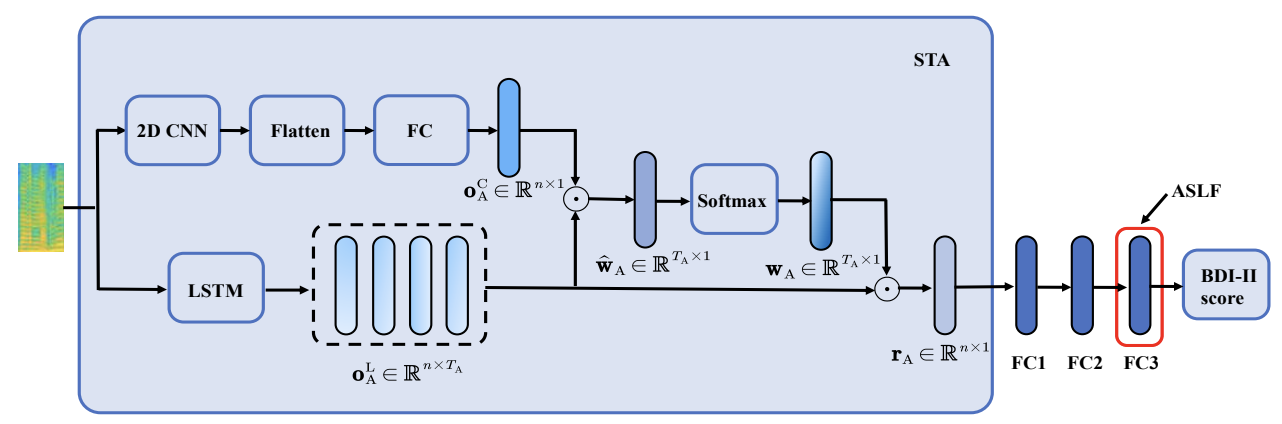 STA
2D CNN
Flatten
FC
𝐨_A^C ∈ ℝ^{n×1}
Softmax
ŵ_A ∈ ℝ^{T_A×1}
𝐰_A ∈ ℝ^{T_A×1}
LSTM
𝐨_A^L ∈ ℝ^{n×T_A}
𝐫_A ∈ ℝ^{n×1}
ASLF
FC1
FC2
FC3
BDI-II
score